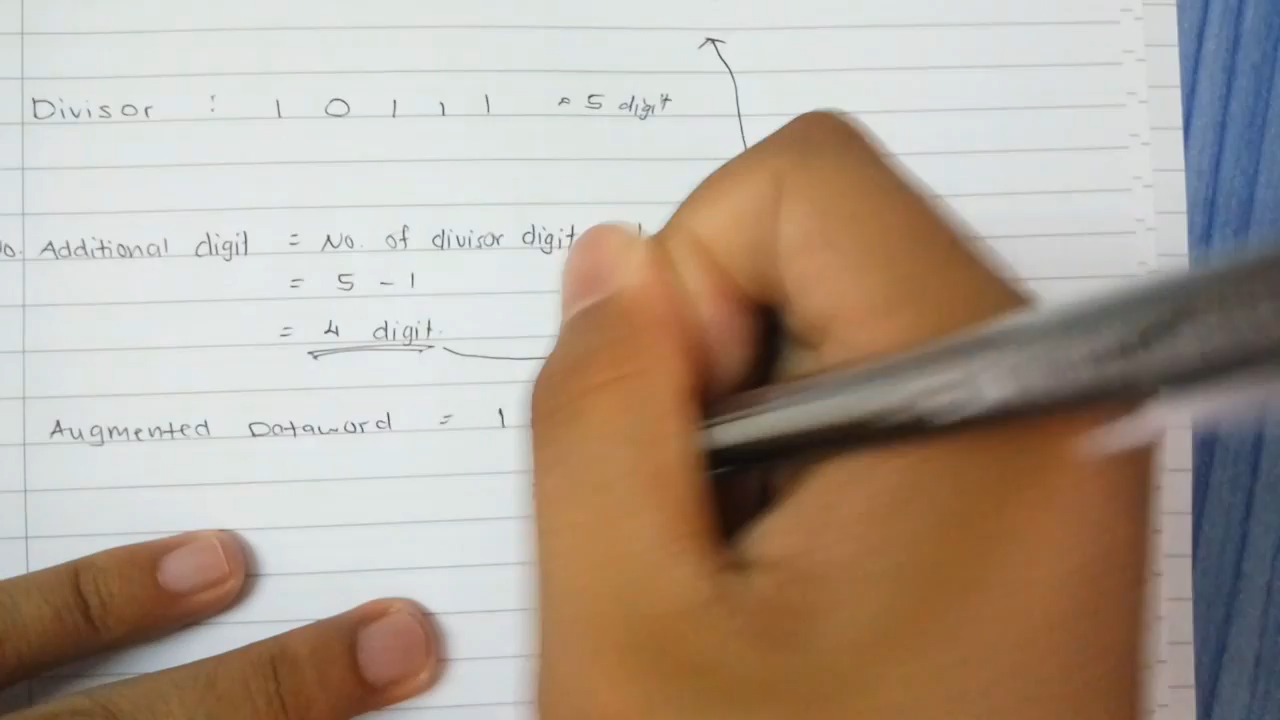 Divisor : 1 0 1 1 1 = 5 digit
o. Additional digit = No. of divisor digit
= 5 - 1
= 4 digit.
Augmented Dataword = 1